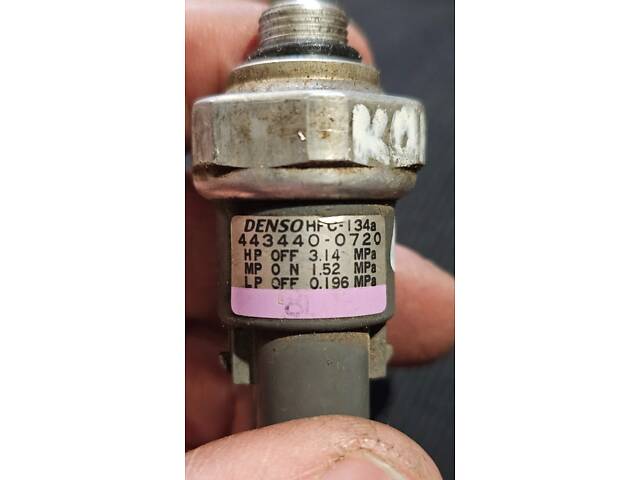 DENSO HFC-134a
443440-0720
HP OFF 3.14 MPa
MP ON 1.52 MPa
LP OFF 0.196 MPa